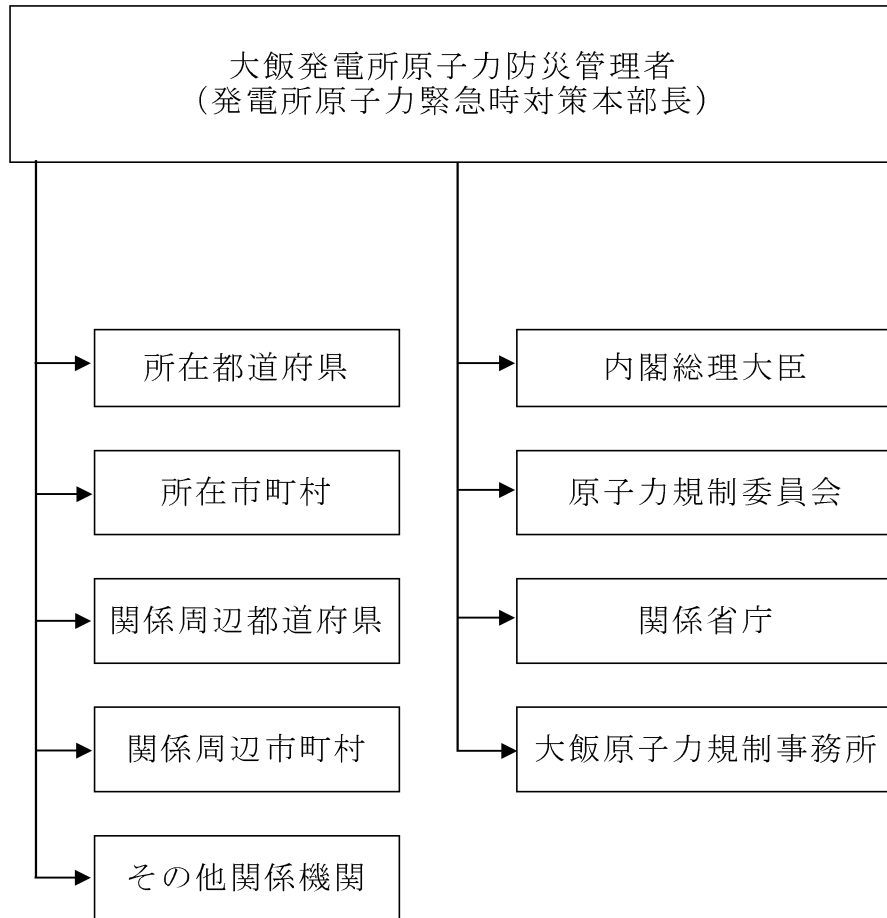 大飯発電所原子力防災管理者
(発電所原子力緊急時対策本部長)
所在都道府県
所在市町村
関係周辺都道府県
関係周辺市町村
その他関係機関
内閣総理大臣
原子力規制委員会
関係省庁
大飯原子力規制事務所